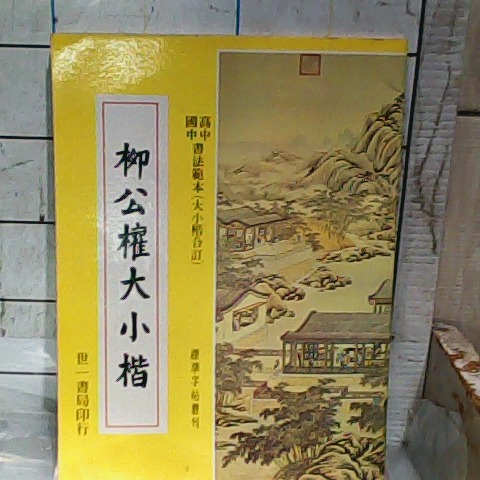 高中
國中
書法範本(大小楷合訂)
柳公權大小楷
標準字帖叢刊
世一書局印行